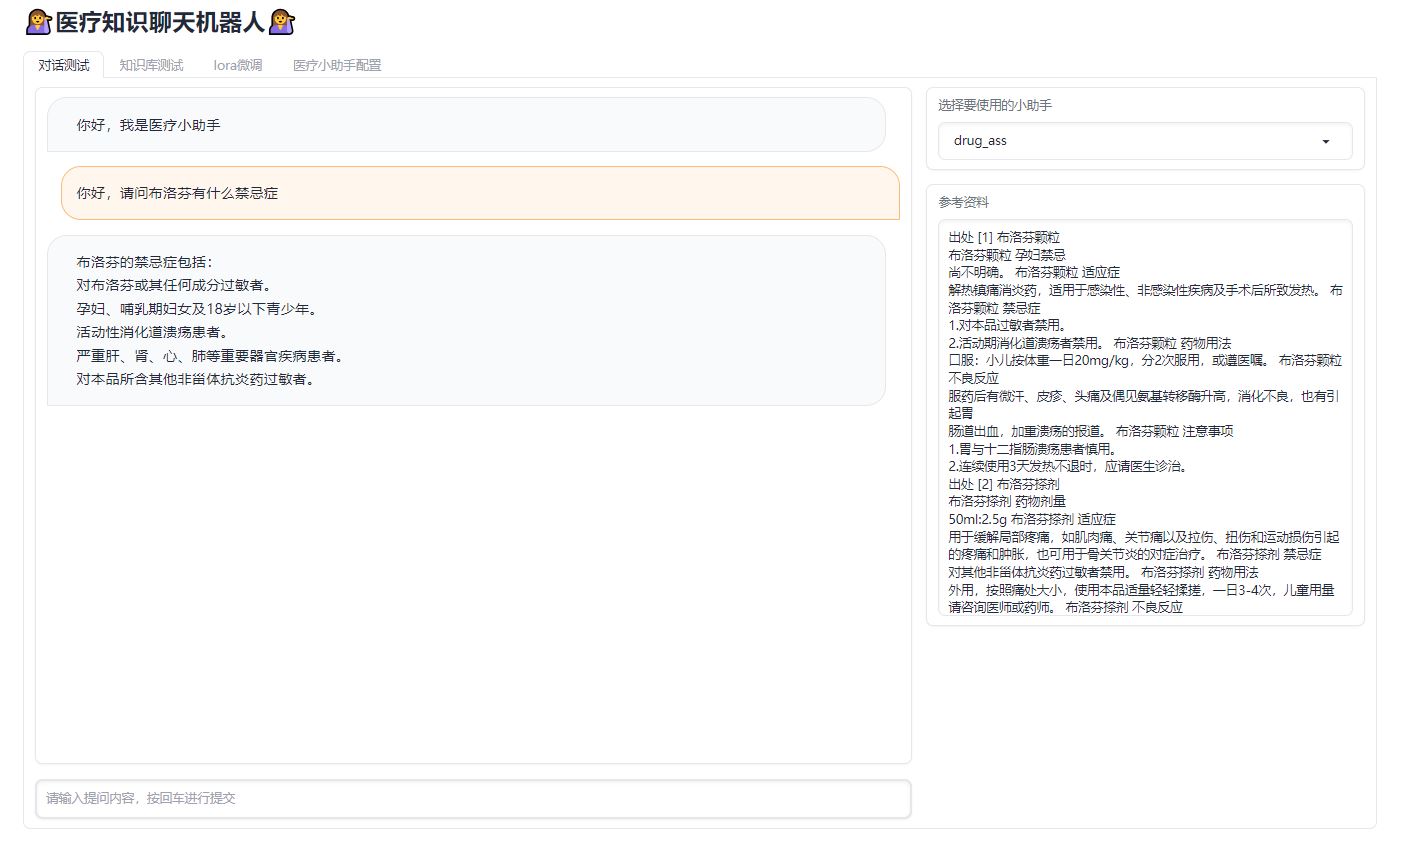 医疗知识聊天机器人
对话测试
知识库测试
lora微调
医疗小助手配置
你好，我是医疗小助手
你好，请问布洛芬有什么禁忌症
布洛芬的禁忌症包括：
对布洛芬或其任何成分过敏者。
孕妇、哺乳期妇女及18岁以下青少年。
活动性消化道溃疡患者。
严重肝、肾、心、肺等重要器官疾病患者。
对本品所含其他非甾体抗炎药过敏者。
请输入提问内容，按回车进行提交
选择要使用的小助手
drug_ass
参考资料
出处 [1] 布洛芬颗粒
布洛芬颗粒 孕妇禁忌
尚不明确。 布洛芬颗粒 适应症
解热镇痛消炎药，适用于感染性、非感染性疾病及手术后所致发热。 布
洛芬颗粒 禁忌症
1.对本品过敏者禁用。
2.活动期消化道溃疡者禁用。 布洛芬颗粒 药物用法
口服：小儿按体重一日20mg/kg，分2次服用，或遵医嘱。 布洛芬颗粒
不良反应
服药后有微汗、皮疹、头痛及偶见氨基转移酶升高，消化不良，也有引
起胃
肠道出血，加重溃疡的报道。 布洛芬颗粒 注意事项
1.胃与十二指肠溃疡患者慎用。
2.连续使用3天发热不退时，应请医生诊治。
出处 [2] 布洛芬搽剂
布洛芬搽剂 药物剂量
50ml:2.5g 布洛芬搽剂 适应症
用于缓解局部疼痛，如肌肉痛、关节痛以及拉伤、扭伤和运动损伤引起
的疼痛和肿胀，也可用于骨关节炎的对症治疗。 布洛芬搽剂 禁忌症
对其他非甾体抗炎药过敏者禁用。 布洛芬搽剂 药物用法
外用，按照痛处大小，使用本品适量轻轻揉搓，一日3-4次，儿童用量
请咨询医师或药师。 布洛芬搽剂 不良反应